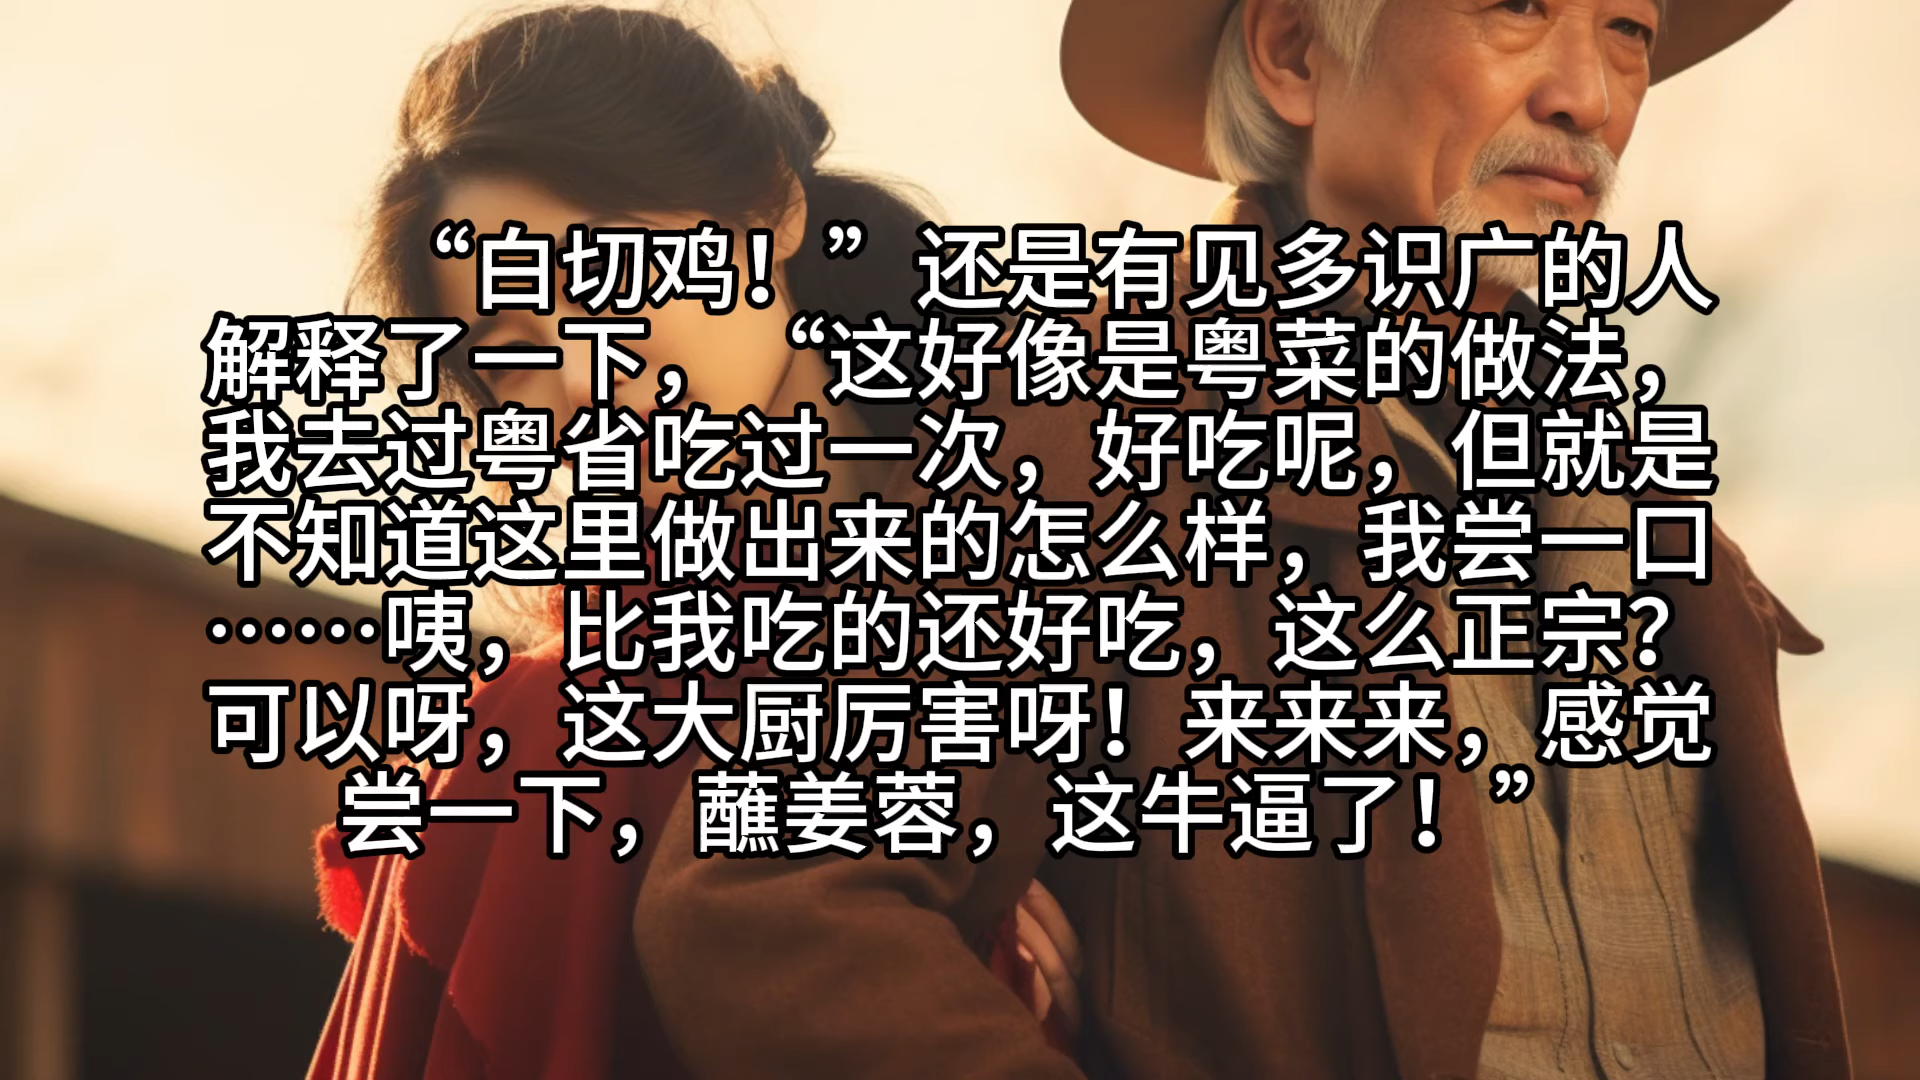 “白切鸡！”还是有见多识广的人
解释了一下，“这好像是粤菜的做法，
我去过粤省吃过一次，好吃呢，但就是
不知道这里做出来的怎么样，我尝一口
……咦，比我吃的还好吃，这么正宗？
可以呀，这大厨厉害呀！来来来，感觉
尝一下，蘸姜蓉，这牛逼了！”